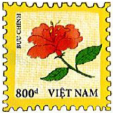 BƯU CHÍNH
800đ VIỆT NAM